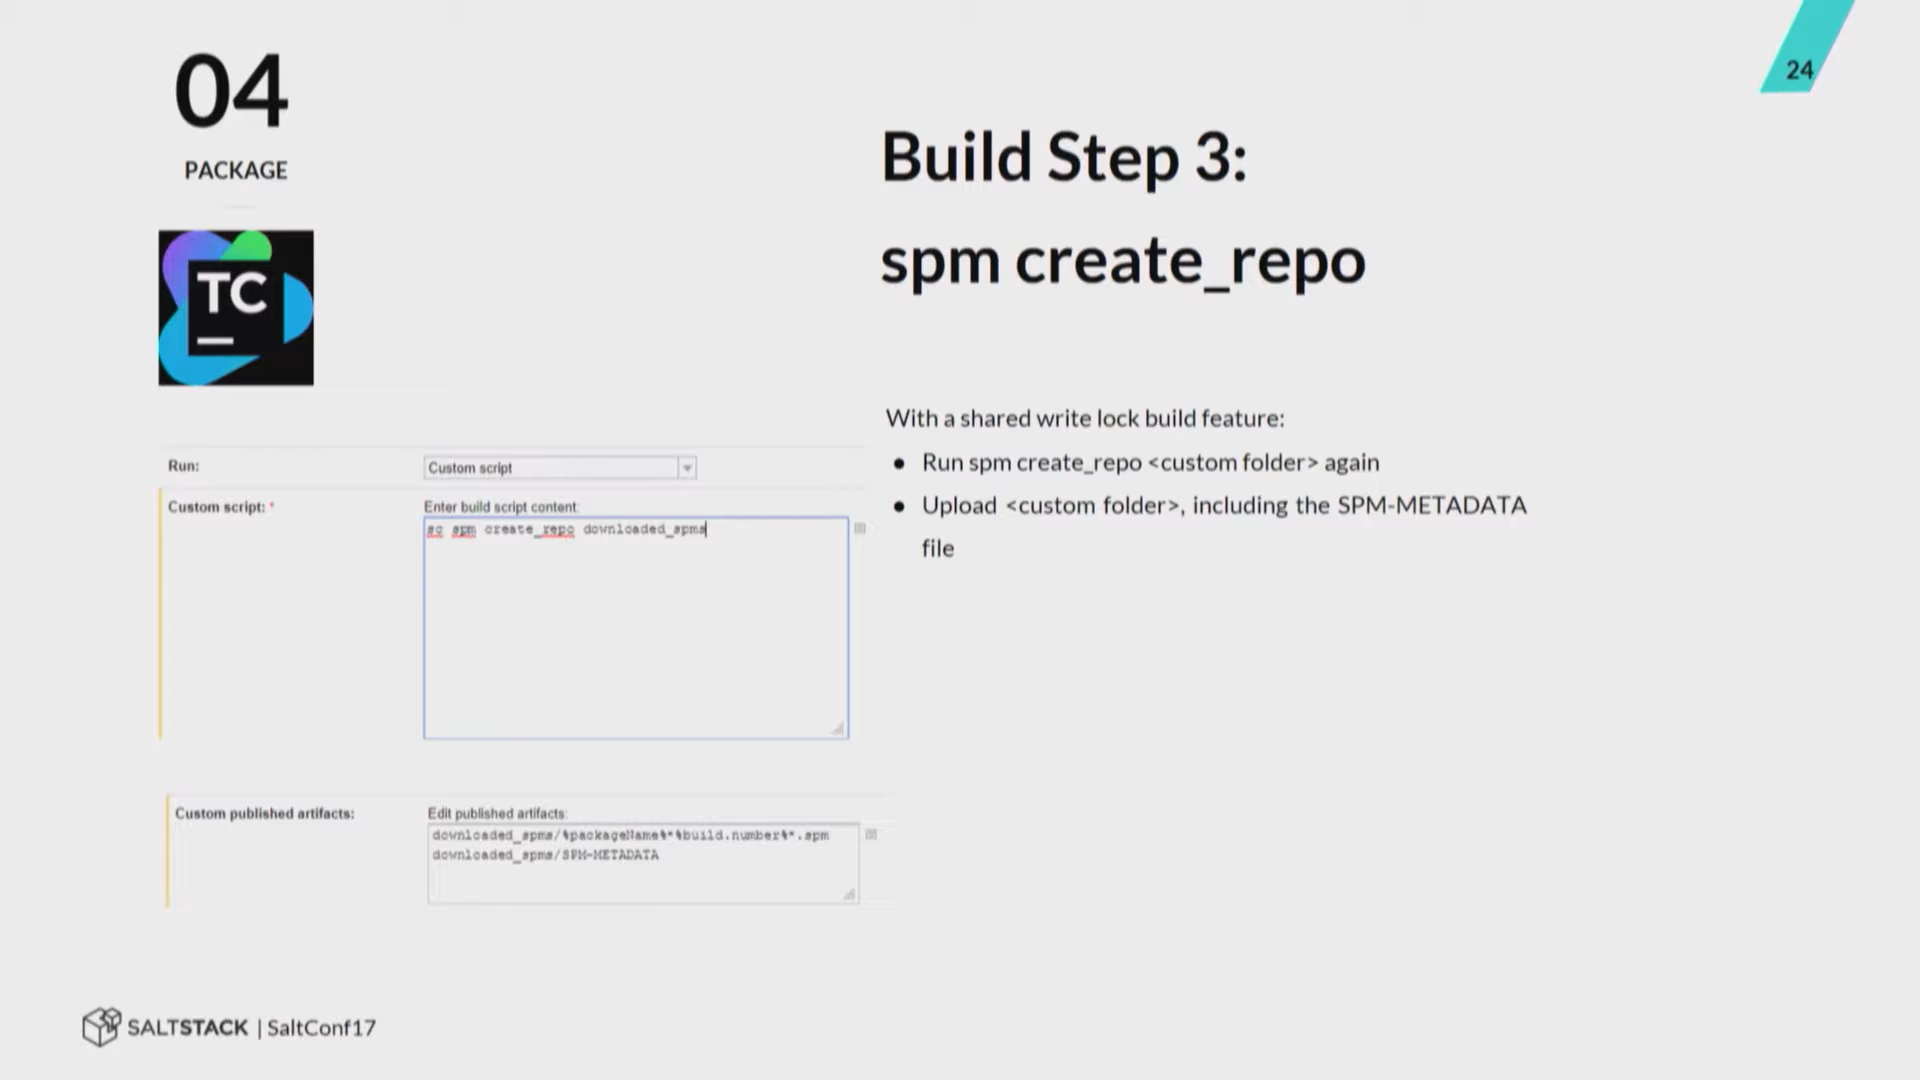 04
PACKAGE
TC
24
Build Step 3:
spm create_repo
With a shared write lock build feature:
● Run spm create_repo <custom folder> again
● Upload <custom folder>, including the SPM-METADATA
file
Run:
Custom script
Custom script: *
Enter build script content:
sc spm create_repo downloaded_spms
Custom published artifacts:
Edit published artifacts:
downloaded_spms/%packageName%*%build.number%*.spm
downloaded_spms/SPM-METADATA
SALTSTACK | SaltConf17